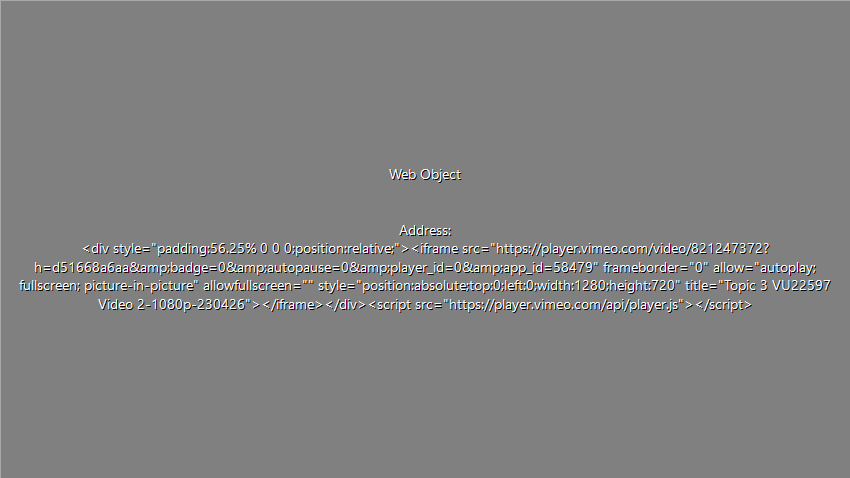 Web Object
Address:
<div style="padding:56.25% 0 0 0;position:relative;"><iframe src="https://player.vimeo.com/video/821247372?
h=d51668a6aa&amp;badge=0&amp;autopause=0&amp;player_id=0&amp;app_id=58479" frameborder="0" allow="autoplay;
fullscreen; picture-in-picture" allowfullscreen="" style="position:absolute;top:0;left:0;width:1280;height:720" title="Topic 3 VU22597
Video 2-1080p-230426"></iframe></div><script src="https://player.vimeo.com/api/player.js"></script>